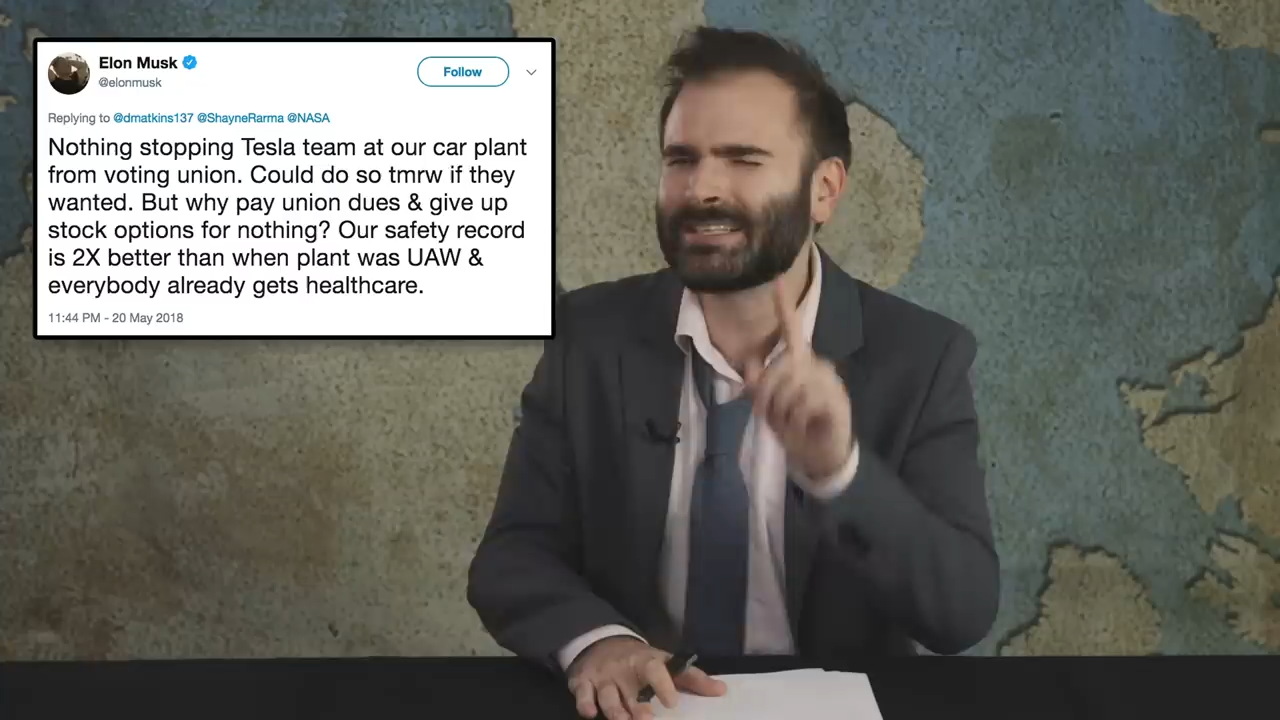 Elon Musk
@elonmusk
Follow
Replying to @dmatkins137 @ShayneRarma @NASA
Nothing stopping Tesla team at our car plant
from voting union. Could do so tmrw if they
wanted. But why pay union dues & give up
stock options for nothing? Our safety record
is 2X better than when plant was UAW &
everybody already gets healthcare.
11:44 PM - 20 May 2018